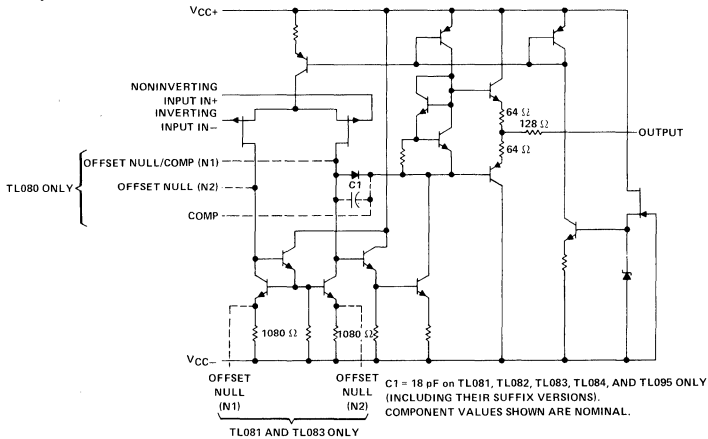 VCC+
NONINVERTING
INPUT IN+
INVERTING
INPUT IN−
64 Ω
128 Ω
OUTPUT
64 Ω
OFFSET NULL/COMP (N1)
TL080 ONLY
OFFSET NULL (N2)
C1
COMP
1080 Ω
1080 Ω
VCC−
OFFSET
NULL
(N1)
OFFSET
NULL
(N2)
C1 = 18 pF on TL081, TL082, TL083, TL084, AND TL095 ONLY
(INCLUDING THEIR SUFFIX VERSIONS).
COMPONENT VALUES SHOWN ARE NOMINAL.
TL081 AND TL083 ONLY